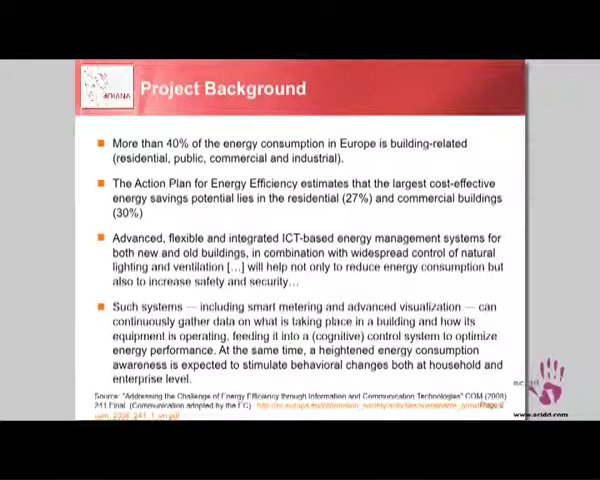 ATHANA
Project Background
More than 40% of the energy consumption in Europe is building-related
(residential, public, commercial and industrial).
The Action Plan for Energy Efficiency estimates that the largest cost-effective
energy savings potential lies in the residential (27%) and commercial buildings
(30%)
Advanced, flexible and integrated ICT-based energy management systems for
both new and old buildings, in combination with widespread control of natural
lighting and ventilation [...] will help not only to reduce energy consumption but
also to increase safety and security…
Such systems — including smart metering and advanced visualization — can
continuously gather data on what is taking place in a building and how its
equipment is operating, feeding it into a (cognitive) control system to optimize
energy performance. At the same time, a heightened energy consumption
awareness is expected to stimulate behavioral changes both at household and
enterprise level.
Source: "Addressing the Challenge of Energy Efficiency through Information and Communication Technologies" COM (2008)
241 Final (Communication adopted by the EC)
www.aridd.com